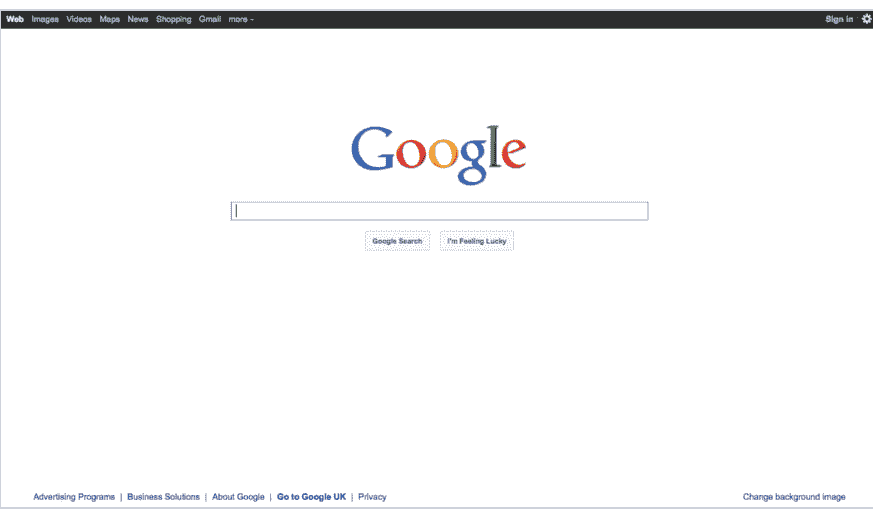 Web Images Videos Maps News Shopping Gmail more - Sign in
Google
Google Search I'm Feeling Lucky
Advertising Programs | Business Solutions | About Google | Go to Google UK | Privacy Change background image